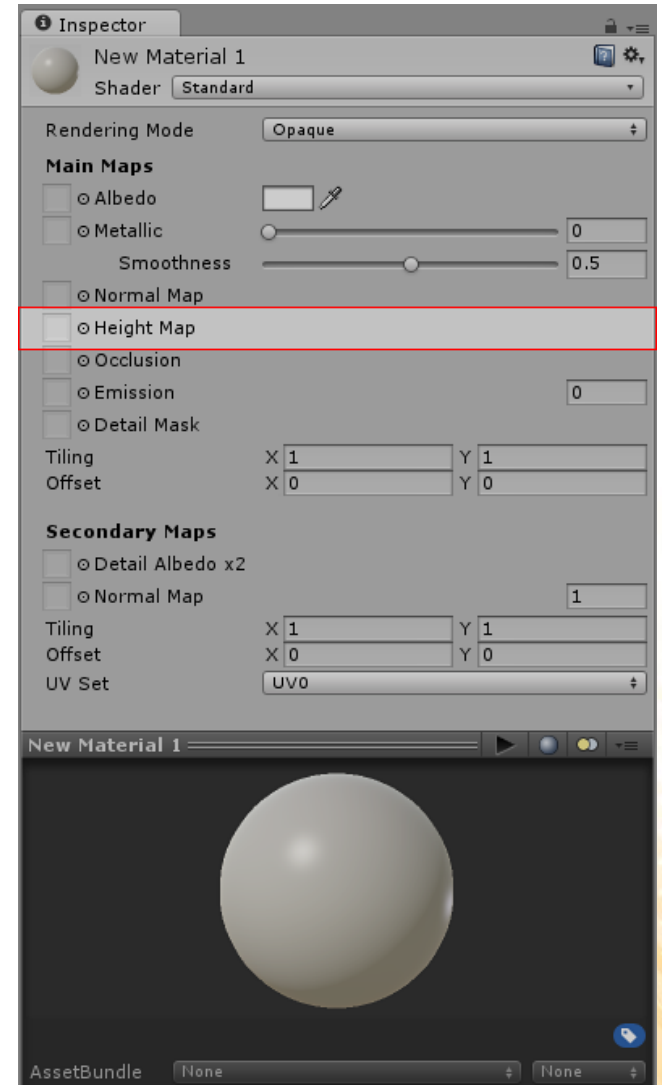 Inspector
New Material 1
Shader Standard
Rendering Mode Opaque
Main Maps
Albedo
Metallic 0
Smoothness 0.5
Normal Map
Height Map
Occlusion
Emission 0
Detail Mask
Tiling X 1 Y 1
Offset X 0 Y 0
Secondary Maps
Detail Albedo x2
Normal Map 1
Tiling X 1 Y 1
Offset X 0 Y 0
UV Set UV0
New Material 1
AssetBundle None None